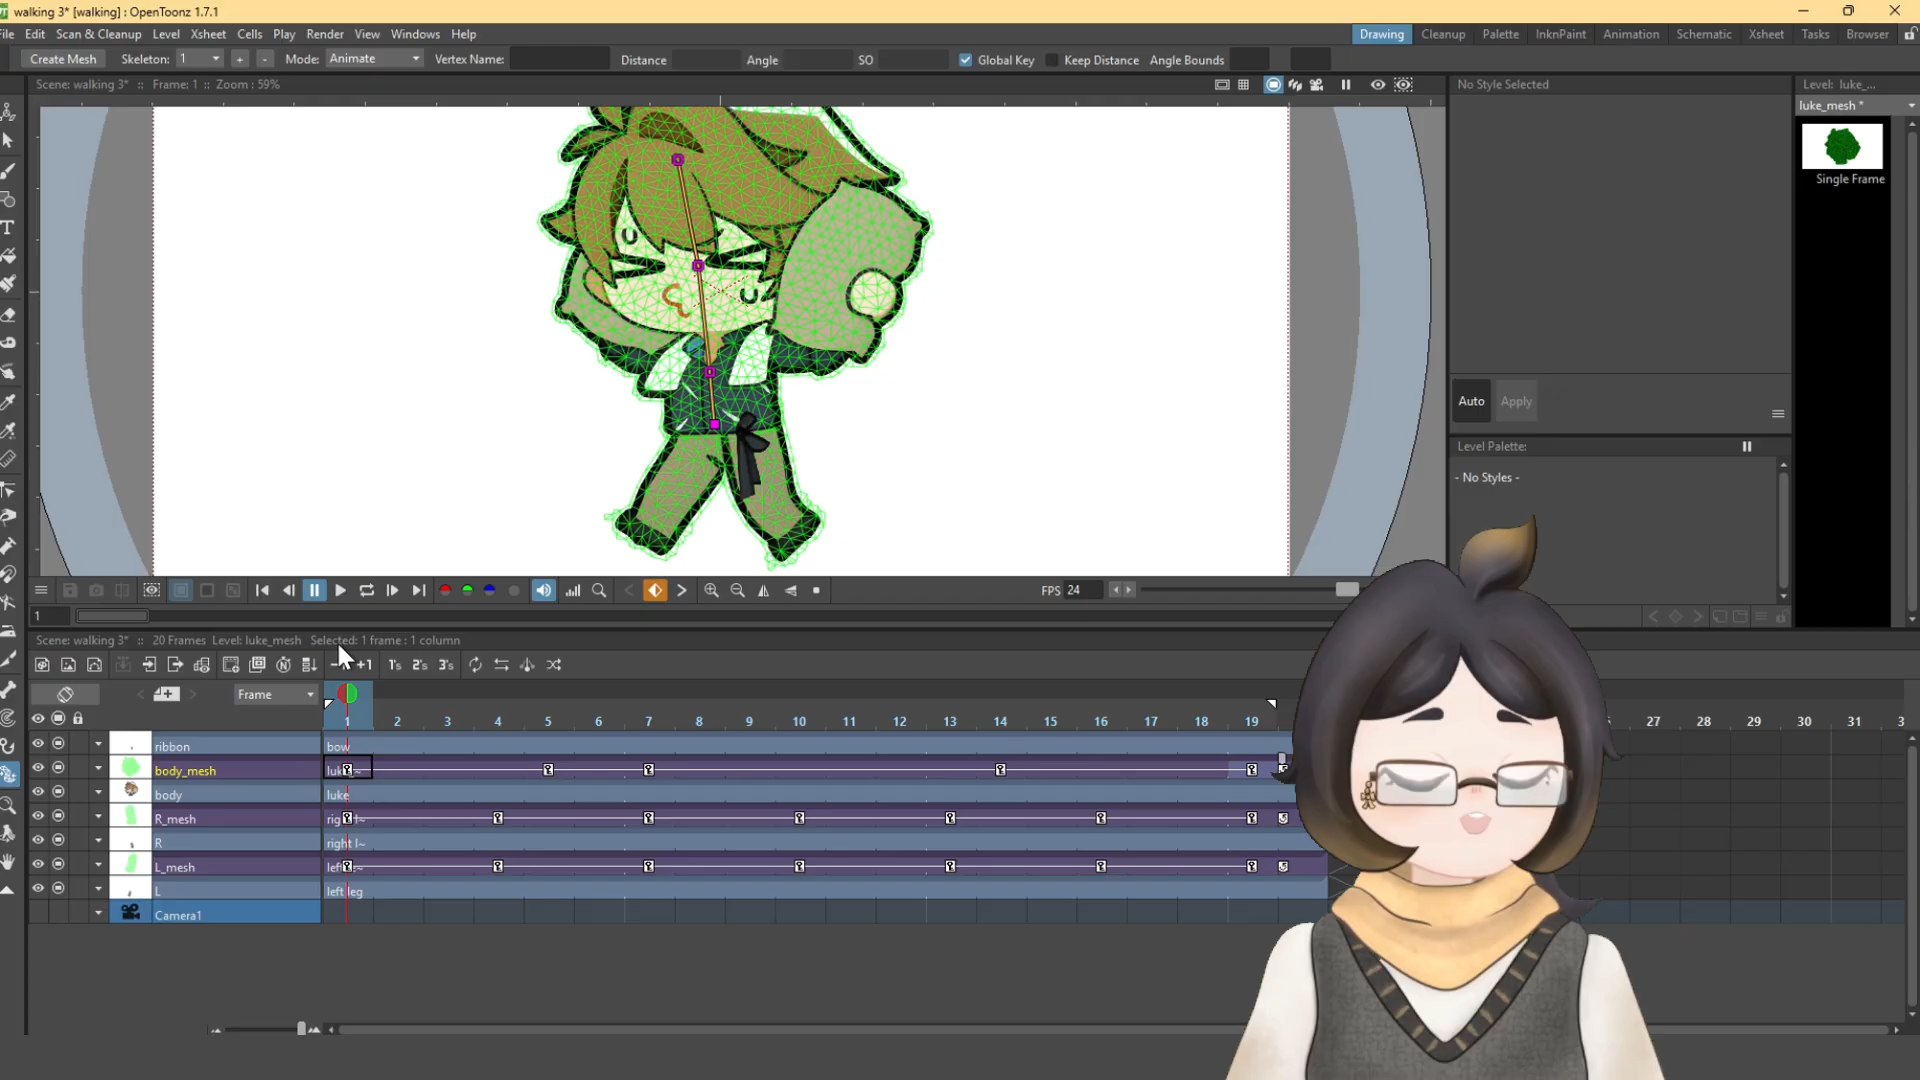 walking 3* [walking] : OpenToonz 1.7.1
File Edit Scan & Cleanup Level Xsheet Cells Play Render View Windows Help
Drawing Cleanup Palette InknPaint Animation Schematic Xsheet Tasks Browser
Create Mesh Skeleton: 1 + - Mode: Animate Vertex Name: Distance Angle SO Global Key Keep Distance Angle Bounds
Scene: walking 3* :: Frame: 1 :: Zoom : 59%
No Style Selected
Level: luke_...
luke_mesh *
Single Frame
Auto Apply
Level Palette:
- No Styles -
FPS 24
1
Scene: walking 3* :: 20 Frames Level: luke_mesh Selected: 1 frame : 1 column
+1 1's 2's 3's
Frame
1 2 3 4 5 6 7 8 9 10 11 12 13 14 15 16 17 18 19 27 28 29 30 31 3
ribbon bow
body_mesh
body luke
R_mesh
R right l~
L_mesh
L left leg
Camera1